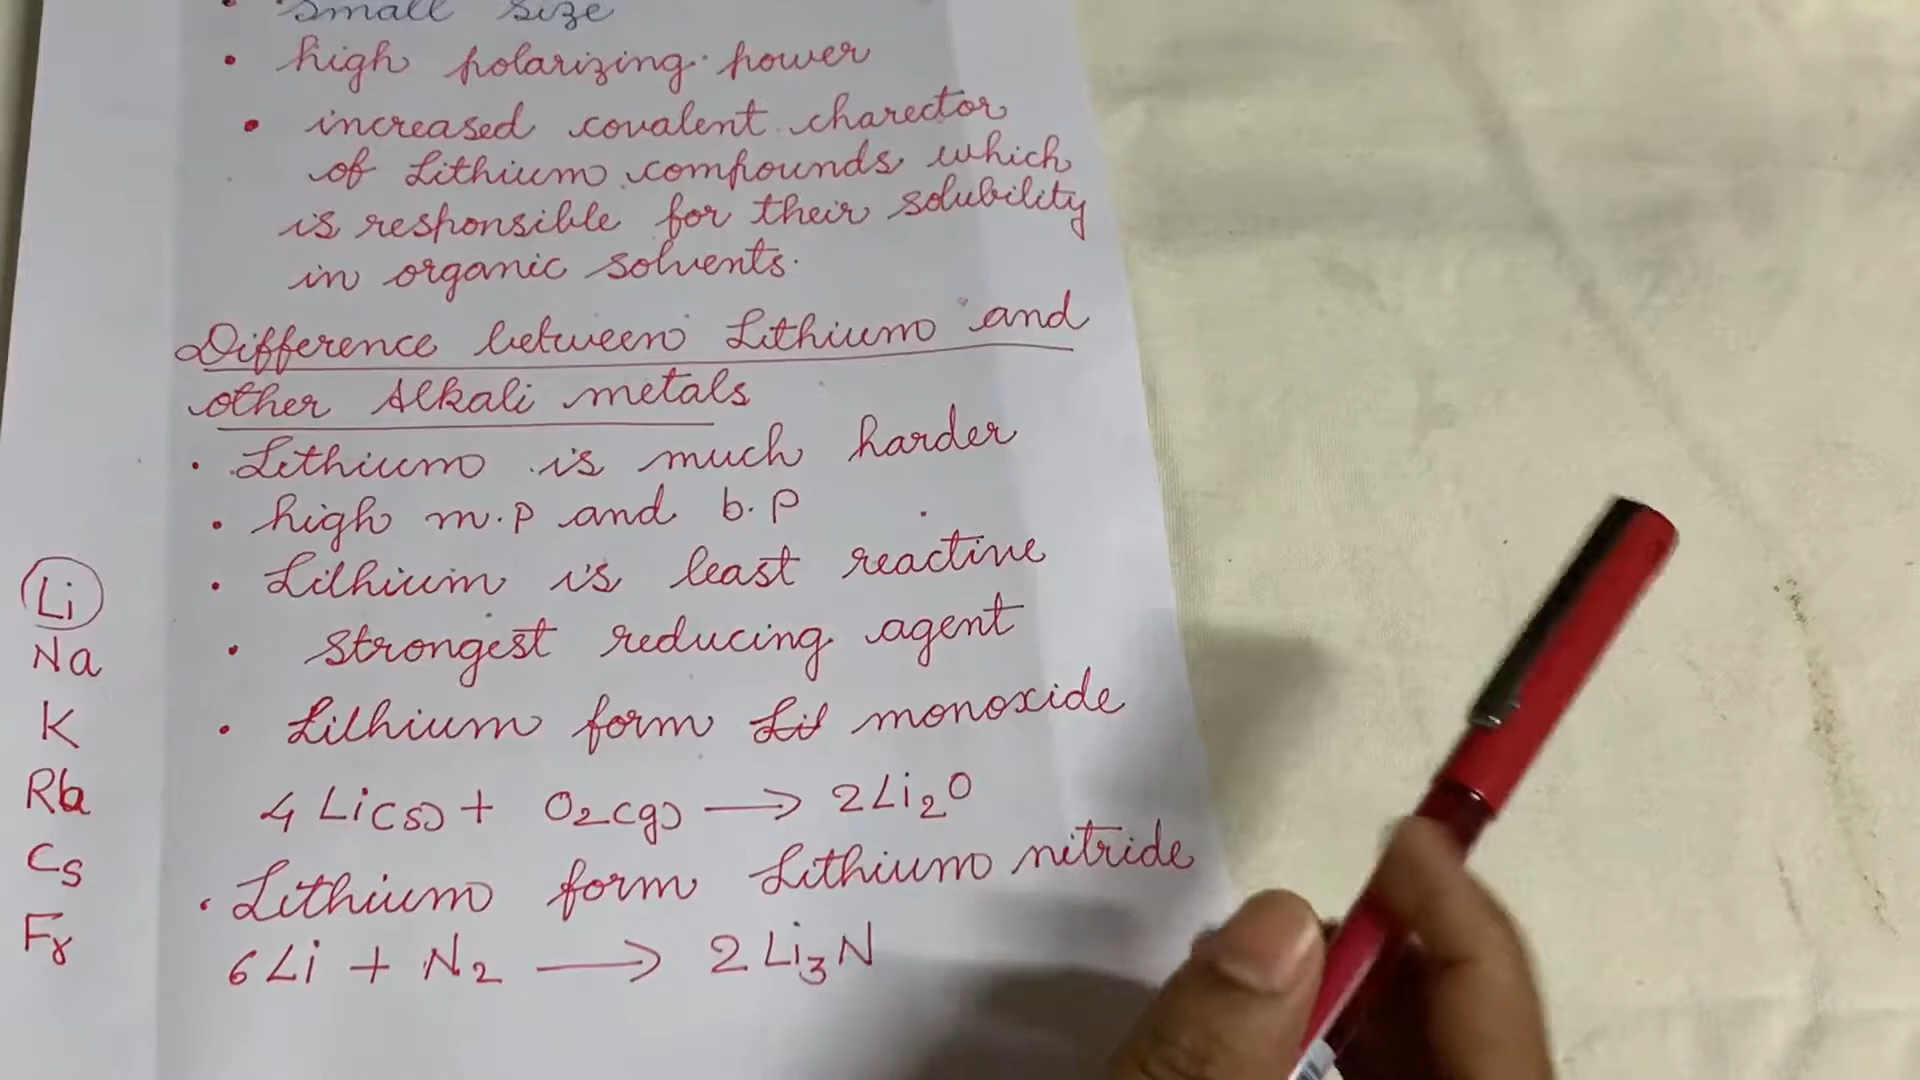 • Small size
• high polarizing power
• increased covalent charector
of Lithium compounds which
is responsible for their solubility
in organic solvents.
Difference between Lithium and
other Alkali metals
• Lithium is much harder
• high m.p and b.p
• Lithium is least reactive
• strongest reducing agent
• Lithium form monoxide
4 Li(s) + O2(g) → 2Li2O
• Lithium form Lithium nitride
6Li + N2 → 2Li3N
Li
Na
K
Rb
Cs
Fr